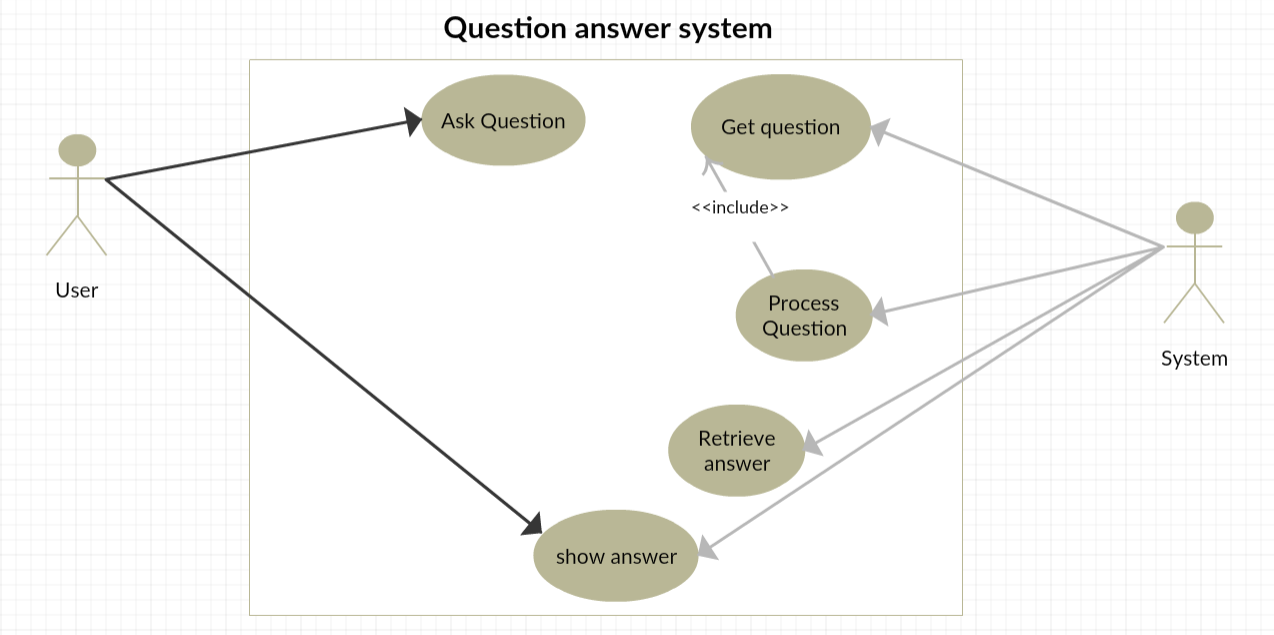 Question answer system
Ask Question
Get question
<<include>>
User
Process
Question
System
Retrieve
answer
show answer